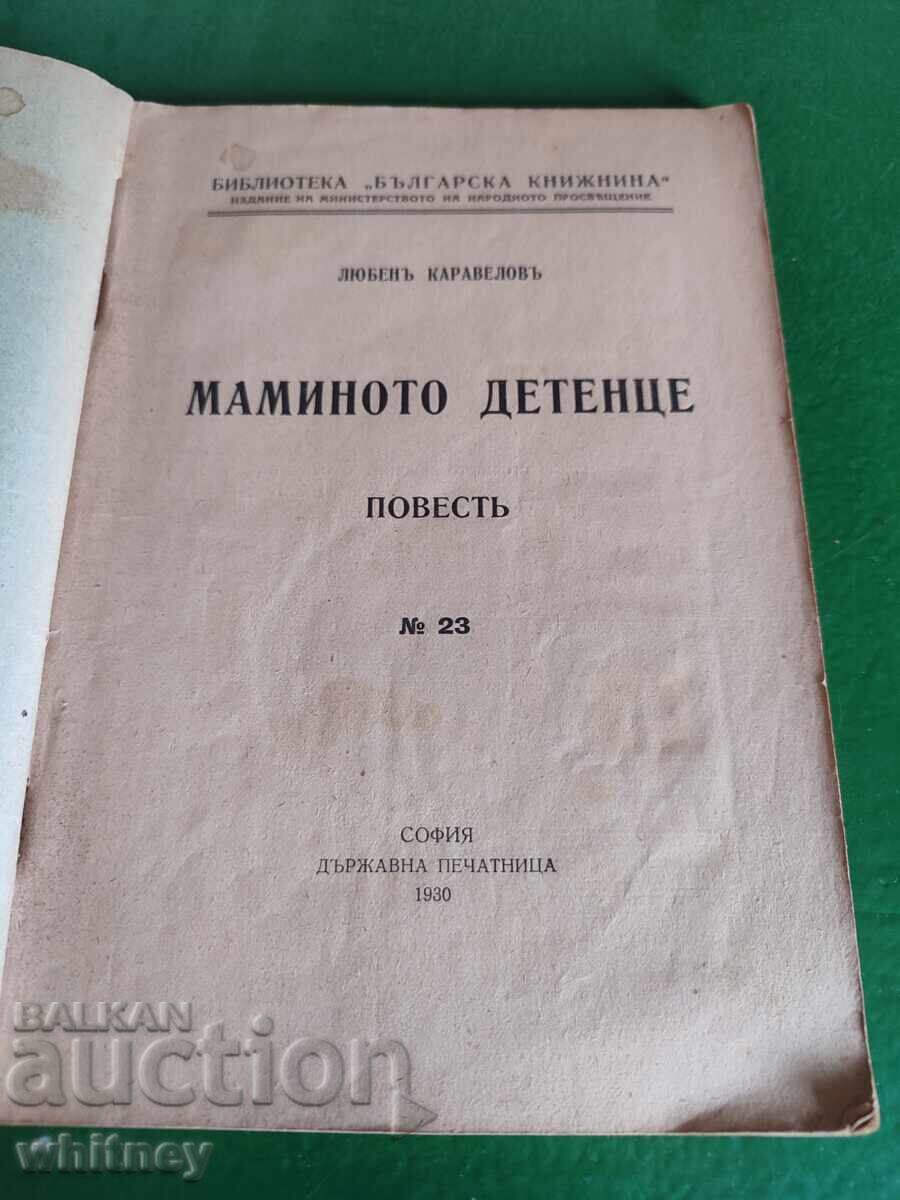 БИБЛИОТЕКА „БЪЛГАРСКА КНИЖНИНА“
ИЗДАНИЕ НА МИНИСТЕРСТВОТО НА НАРОДНОТО ПРОСВѢЩЕНИЕ
ЛЮБЕНЪ КАРАВЕЛОВЪ
МАМИНОТО ДЕТЕНЦЕ
ПОВЕСТЬ
№ 23
СОФИЯ
ДЪРЖАВНА ПЕЧАТНИЦА
1930
BALKAN
auction
whitney